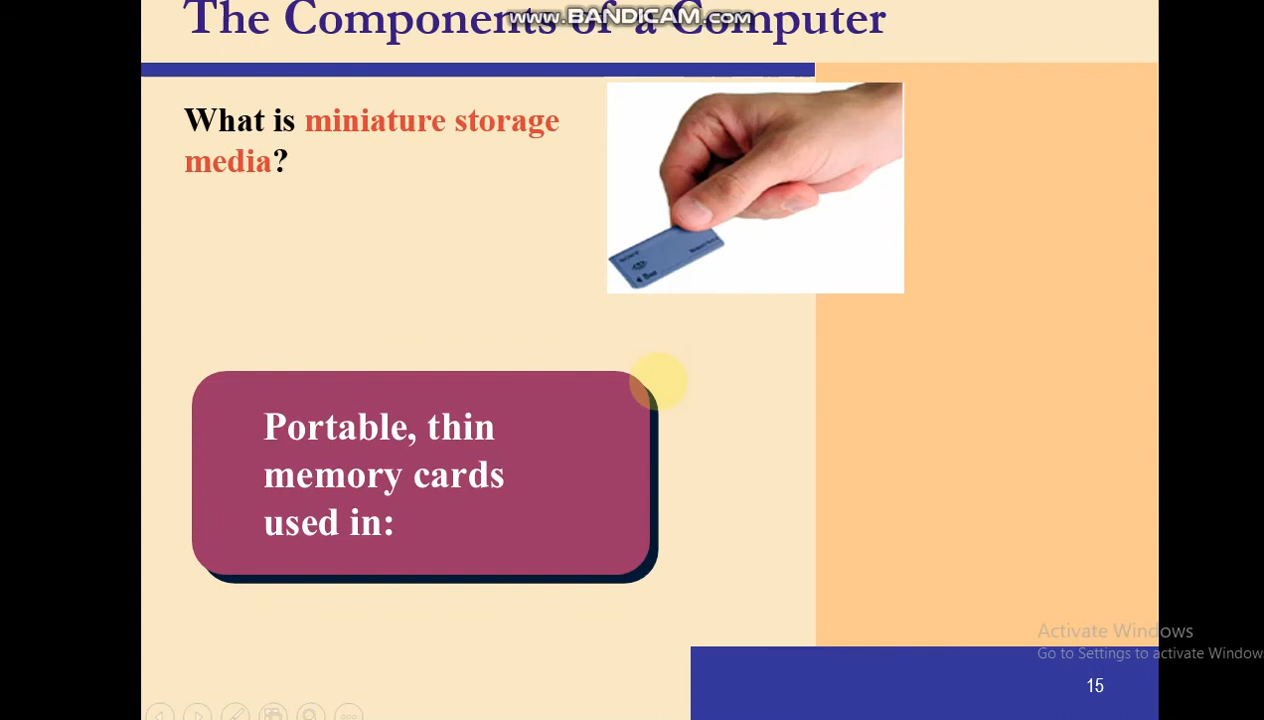 The Components of a Computer
www.BANDICAM.com
What is miniature storage
media?
Portable, thin
memory cards
used in:
Activate Windows
Go to Settings to activate Window
15